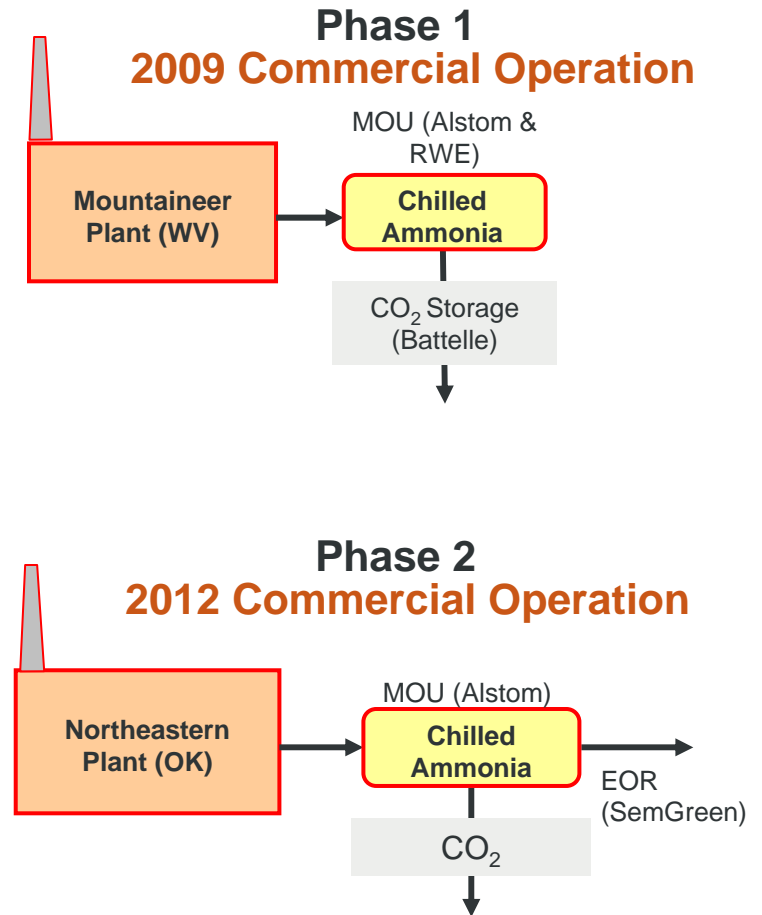 Phase 1
2009 Commercial Operation
MOU (Alstom &
RWE)
Mountaineer
Plant (WV)
Chilled
Ammonia
CO₂ Storage
(Battelle)
Phase 2
2012 Commercial Operation
MOU (Alstom)
Northeastern
Plant (OK)
Chilled
Ammonia
EOR
(SemGreen)
CO₂